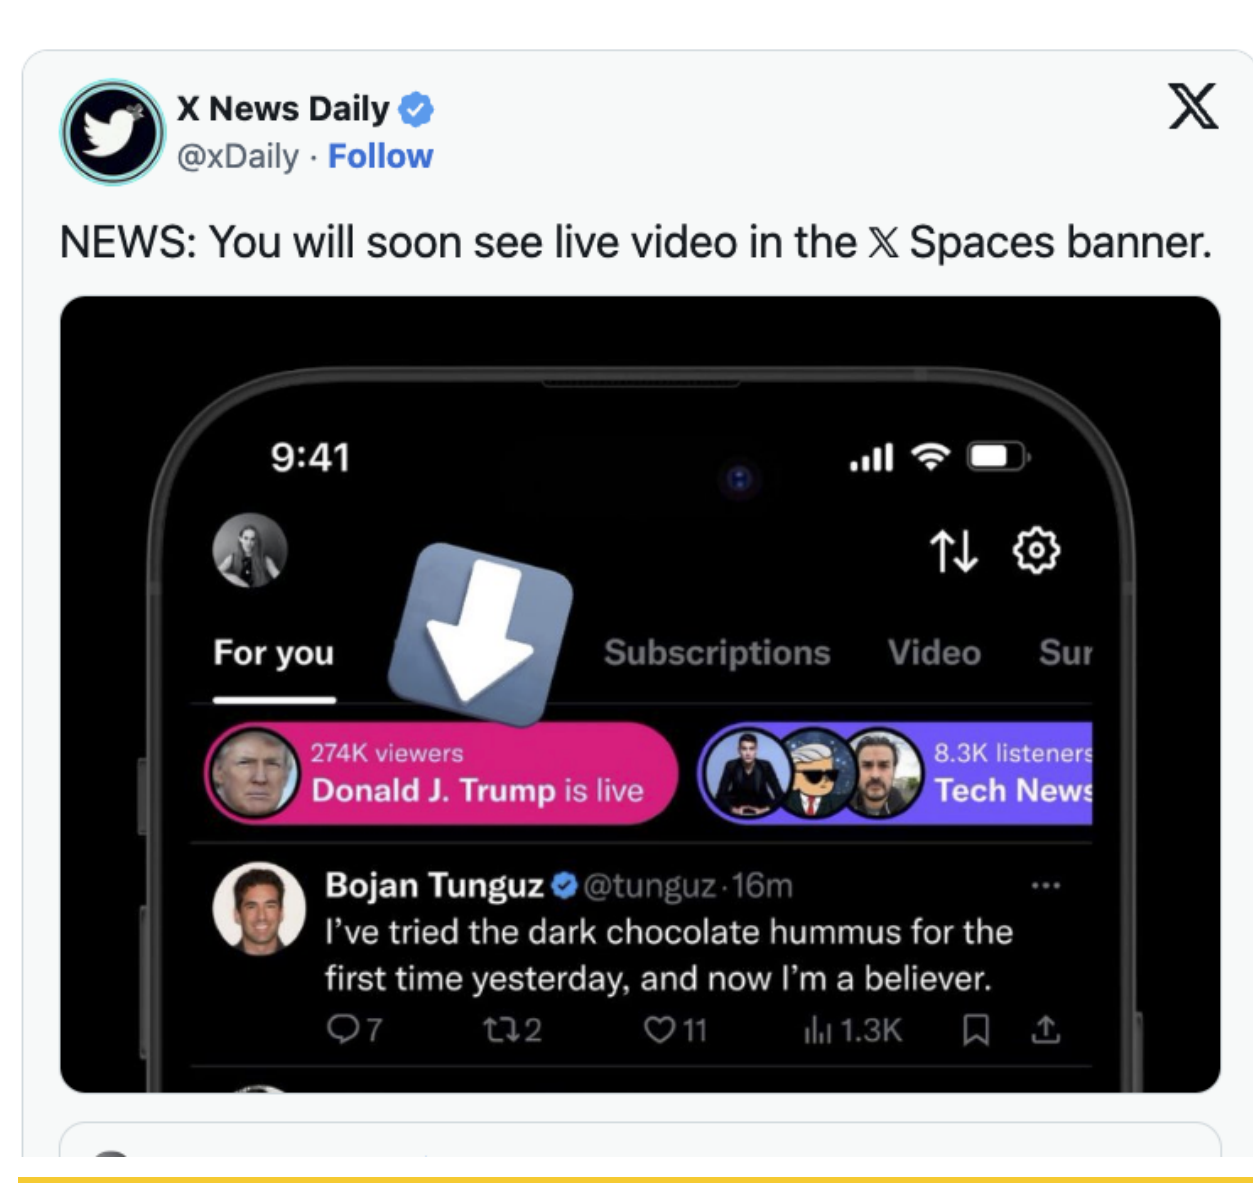 X News Daily
@xDaily · Follow
NEWS: You will soon see live video in the 𝕏 Spaces banner.
9:41
For you Subscriptions Video Sur
274K viewers
Donald J. Trump is live
8.3K listeners
Tech News
Bojan Tunguz @tunguz·16m
I’ve tried the dark chocolate hummus for the
first time yesterday, and now I’m a believer.
7 2 11 1.3K